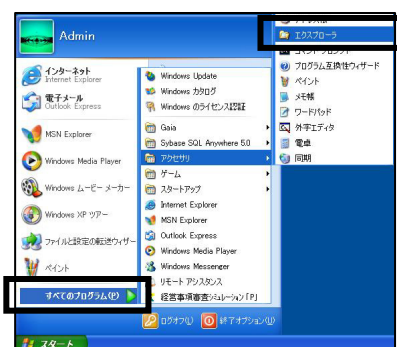 Admin
インターネット
Internet Explorer
電子メール
Outlook Express
MSN Explorer
Windows Media Player
Windows ムービー メーカー
Windows XP ツアー
ファイルと設定の転送ウィザー
ペイント
すべてのプログラム(P)
Windows Update
Windows カタログ
Windows のライセンス認証
Gaia
Sybase SQL Anywhere 5.0
アクセサリ
ゲーム
スタートアップ
Internet Explorer
MSN Explorer
Outlook Express
Windows Media Player
Windows Messenger
リモート アシスタンス
経営事項審査シミュレーション「P」
エクスプローラ
コマンド プロンプト
プログラム互換性ウィザード
ペイント
メモ帳
ワードパッド
外字エディタ
電卓
同期
ログオフ(L)
終了オプション(U)
スタート